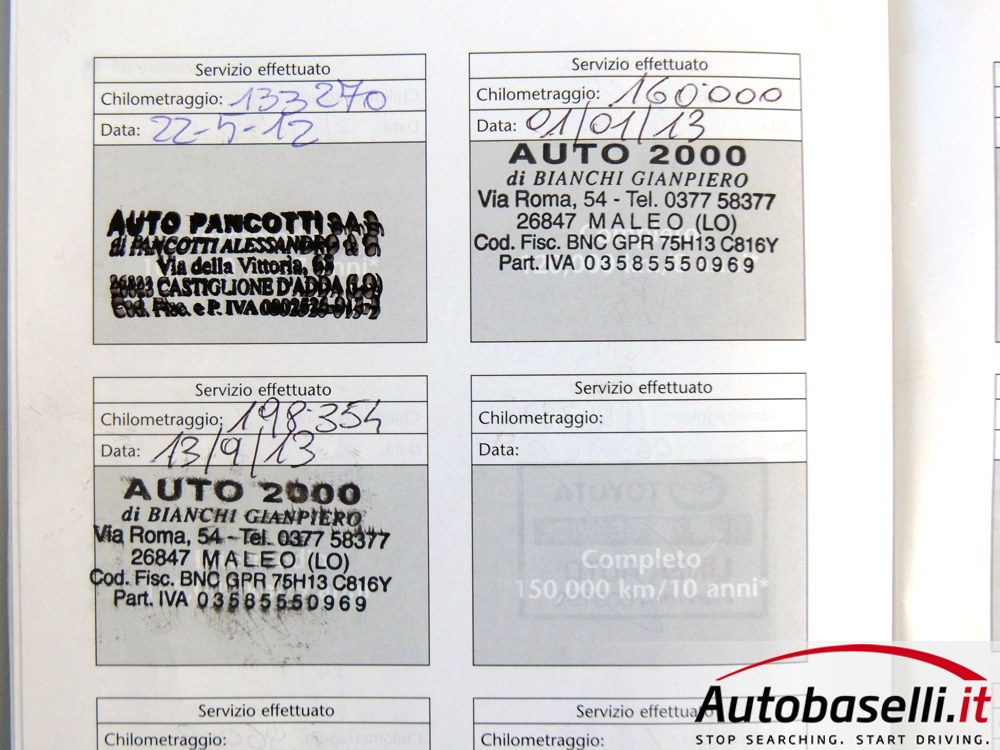 Servizio effettuato
Chilometraggio: 133270
Data: 22-5-12
AUTO PANCOTTI S.A.S.
di PANCOTTI ALESSANDRO & C.
Via della Vittoria,
CASTIGLIONE D'ADDA (LO)
Cod. Fisc. e P. IVA
Servizio effettuato
Chilometraggio: 160.000
Data: 01/01/13
AUTO 2000
di BIANCHI GIANPIERO
Via Roma, 54 - Tel. 0377 58377
26847 MALEO (LO)
Cod. Fisc. BNC GPR 75H13 C816Y
Part. IVA 03585550969
Servizio effettuato
Chilometraggio: 198.354
Data: 13/9/13
AUTO 2000
di BIANCHI GIANPIERO
Via Roma, 54 - Tel. 0377 58377
26847 MALEO (LO)
Cod. Fisc. BNC GPR 75H13 C816Y
Part. IVA 03585550969
Servizio effettuato
Chilometraggio:
Data:
Completo
150,000 km/10 anni*
Servizio effettuato
Chilometraggio:
Servizio effettuato
Chilometraggio:
Autobaselli.it
STOP SEARCHING. START DRIVING.